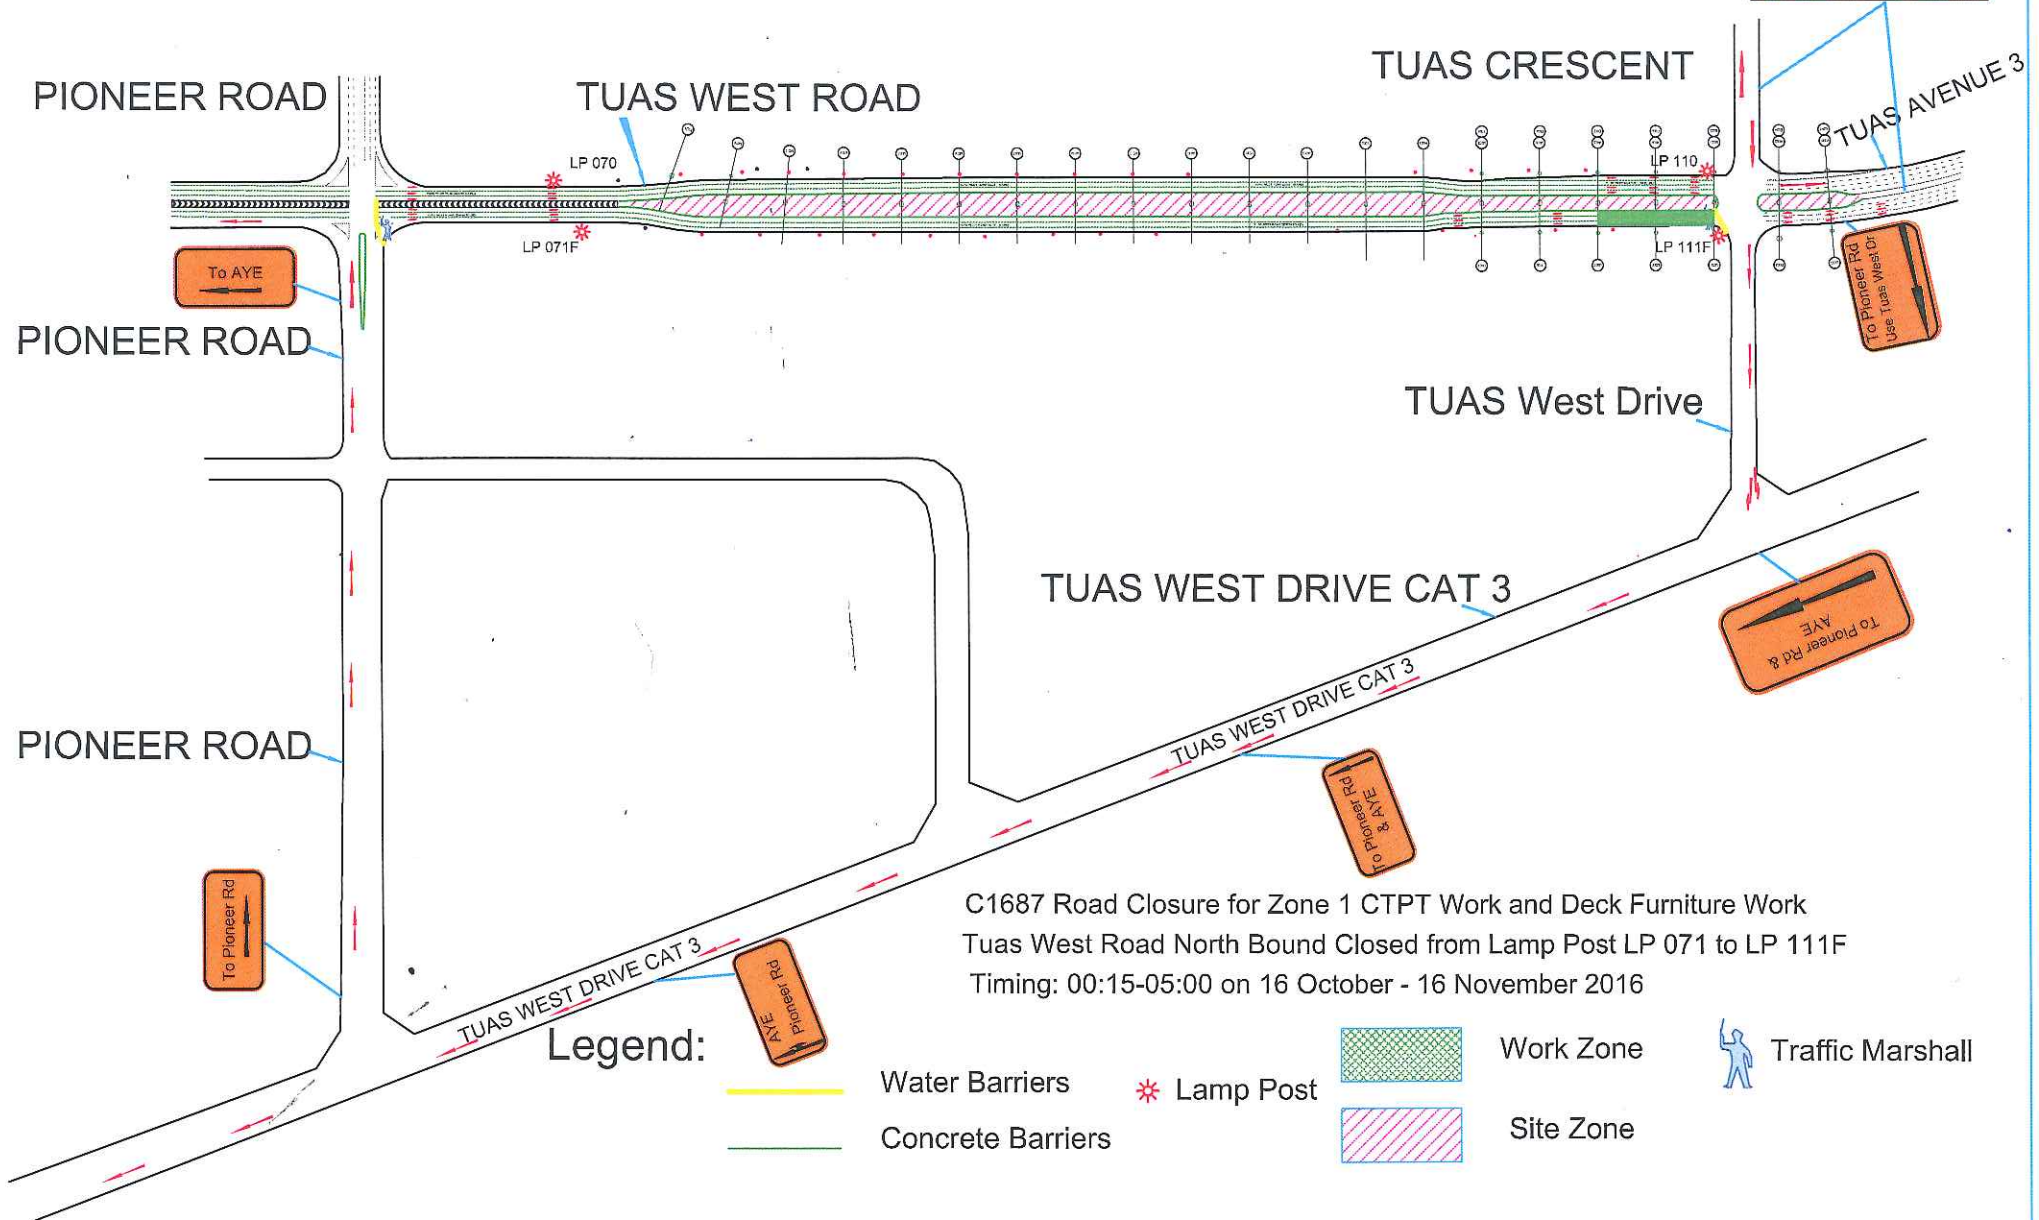 TUAS CRESCENT
PIONEER ROAD
TUAS WEST ROAD
TUAS AVENUE 3
LP 070
LP 110
LP 071F
LP 111F
To AYE
To Pioneer Rd
Use Tuas West Dr
PIONEER ROAD
TUAS West Drive
TUAS WEST DRIVE CAT 3
To Pioneer Rd &
AYE
TUAS WEST DRIVE CAT 3
PIONEER ROAD
To Pioneer Rd
& AYE
To Pioneer Rd
C1687 Road Closure for Zone 1 CTPT Work and Deck Furniture Work
Tuas West Road North Bound Closed from Lamp Post LP 071 to LP 111F
Timing: 00:15-05:00 on 16 October - 16 November 2016
TUAS WEST DRIVE CAT 3
AYE
Pioneer Rd
Legend:
Water Barriers
Lamp Post
Work Zone
Traffic Marshall
Concrete Barriers
Site Zone